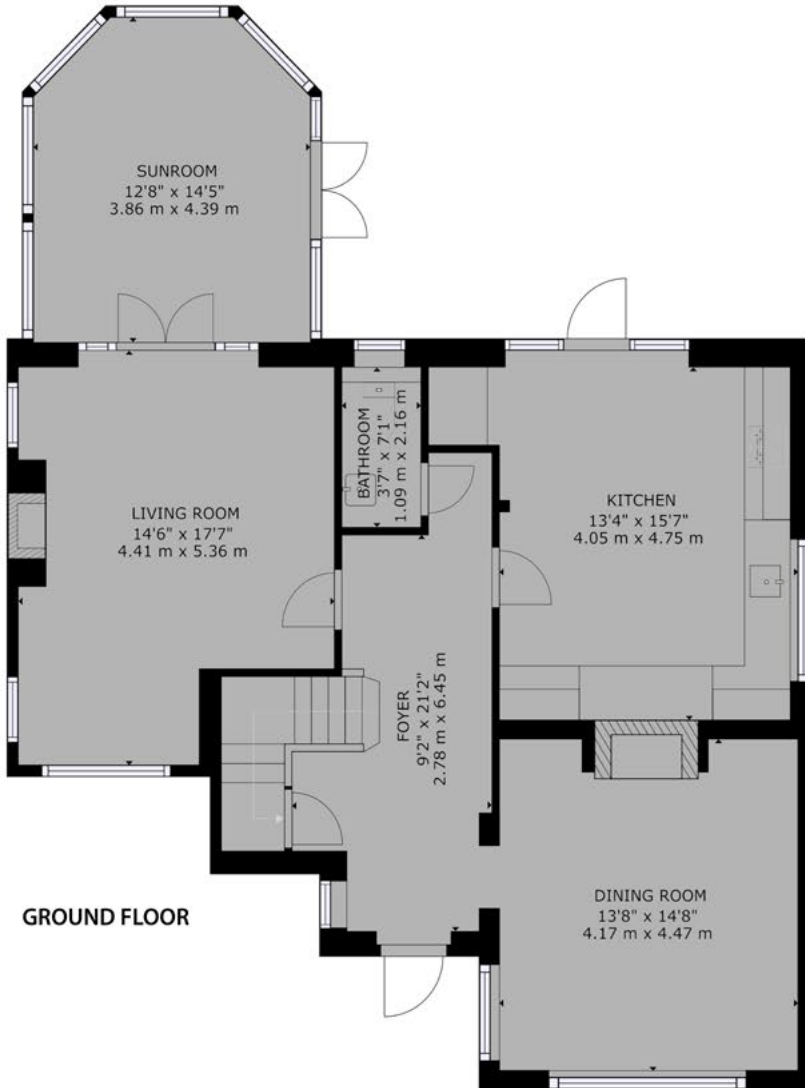 SUNROOM
12'8" x 14'5"
3.86 m x 4.39 m
LIVING ROOM
14'6" x 17'7"
4.41 m x 5.36 m
BATHROOM
3'7" x 7'1"
1.09 m x 2.16 m
KITCHEN
13'4" x 15'7"
4.05 m x 4.75 m
FOYER
9'2" x 21'2"
2.78 m x 6.45 m
DINING ROOM
13'8" x 14'8"
4.17 m x 4.47 m
GROUND FLOOR